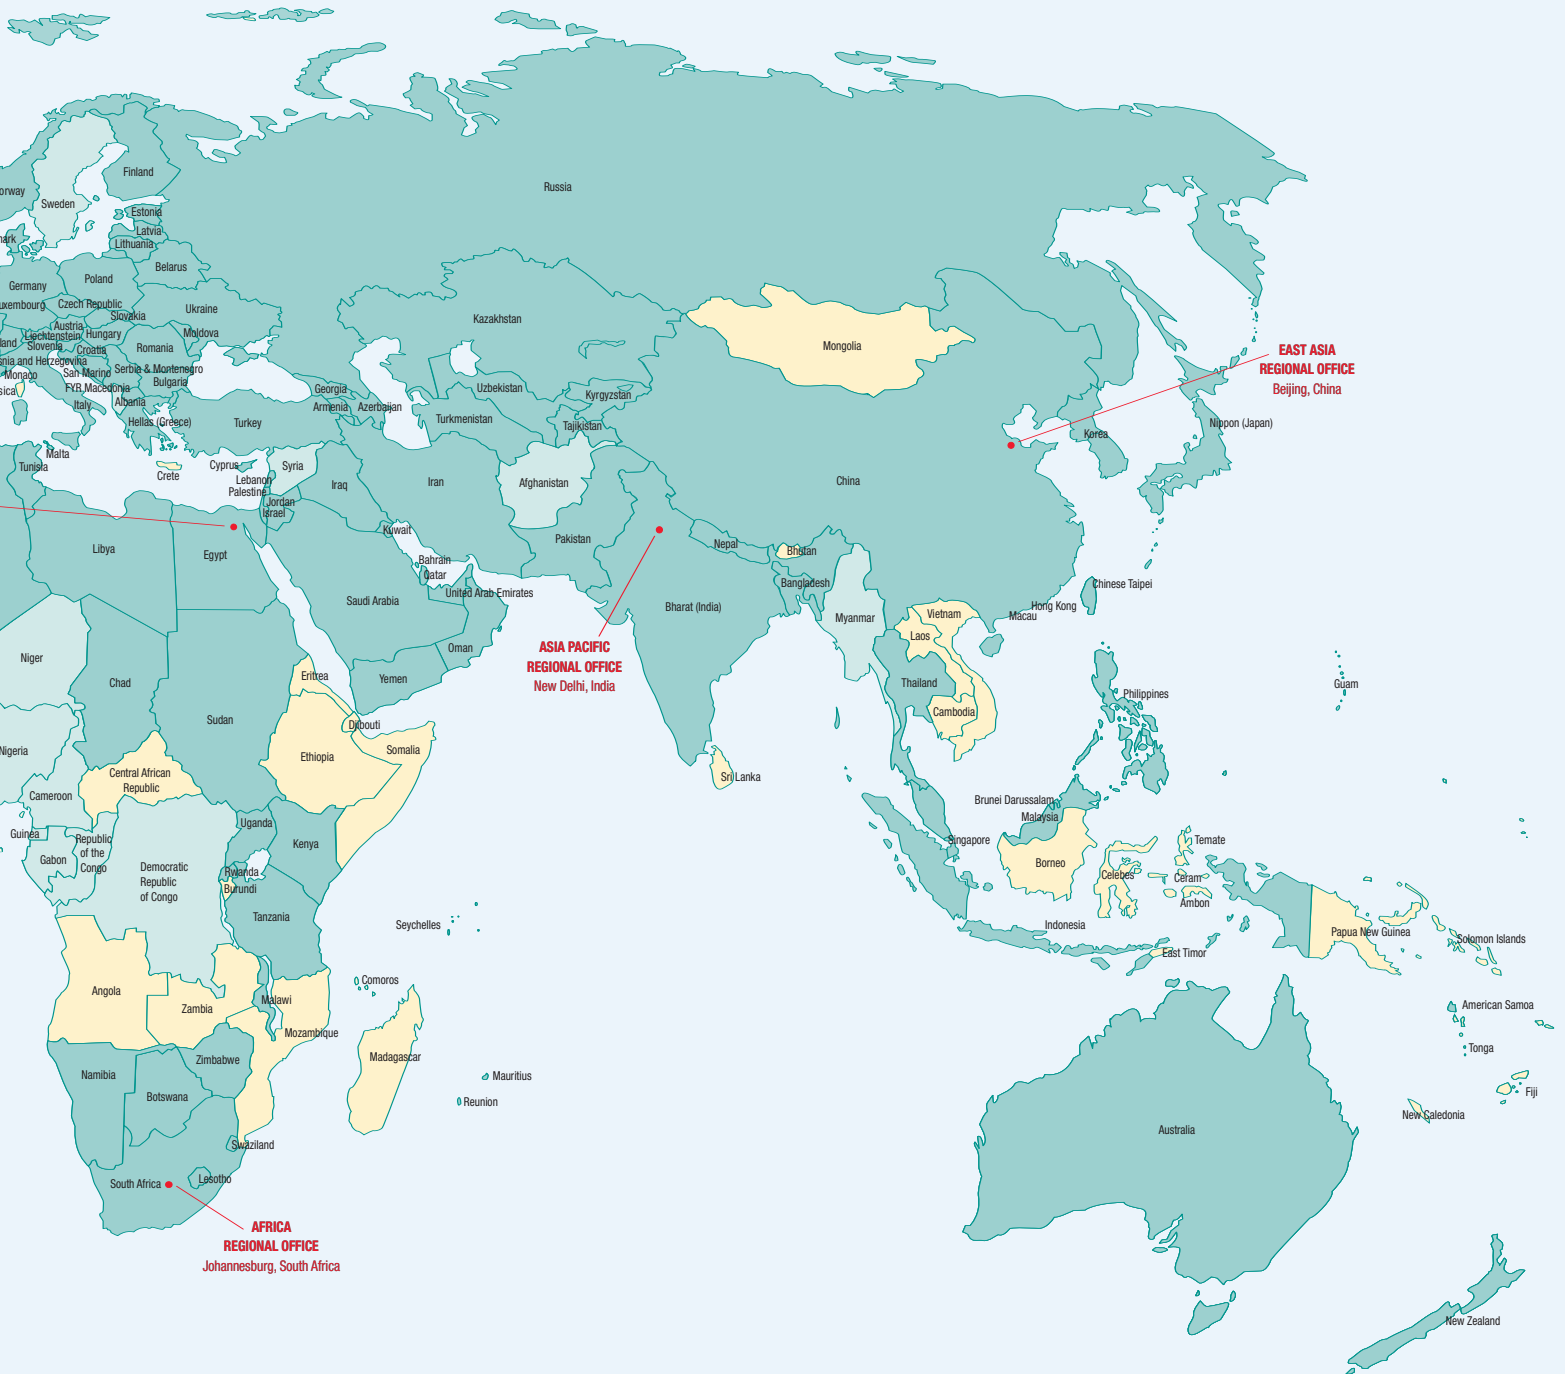 Finland
Russia
orway
Sweden
Estonia
Latvia
Lithuania
nark
Belarus
Poland
Germany
Czech Republic
uxembourg
Ukraine
Slovakia
Austria
Kazakhstan
Liechtenstein
Hungary
Moldova
land
Slovenia
Croatia
Romania
Mongolia
EAST ASIA
REGIONAL OFFICE
Beijing, China
snia and Herzegovina
San Marino
Serbia & Montenegro
Monaco
Bulgaria
sica
FYR Macedonia
Georgia
Uzbekistan
Kyrgyzstan
Italy
Albania
Armenia
Azerbaijan
Turkmenistan
Hellas (Greece)
Turkey
Tajikistan
Korea
Nippon (Japan)
Malta
Tunisia
Crete
Cyprus
Syria
Lebanon
Palestine
Iraq
Iran
Afghanistan
China
Jordan
Israel
Kuwait
Pakistan
Nepal
Bhutan
Libya
Egypt
Bahrain
Qatar
United Arab Emirates
Saudi Arabia
Bangladesh
Chinese Taipei
Bharat (India)
Myanmar
Vietnam
Hong Kong
Macau
Laos
ASIA PACIFIC
REGIONAL OFFICE
New Delhi, India
Oman
Niger
Chad
Eritrea
Yemen
Thailand
Philippines
Guam
Sudan
Djibouti
Cambodia
Nigeria
Ethiopia
Somalia
Sri Lanka
Central African
Republic
Cameroon
Brunei Darussalam
Malaysia
Uganda
Guinea
Republic
of the
Congo
Kenya
Singapore
Temate
Gabon
Democratic
Republic
of Congo
Rwanda
Burundi
Borneo
Celebes
Ceram
Ambon
Tanzania
Seychelles
Indonesia
Papua New Guinea
Solomon Islands
East Timor
Comoros
Angola
Zambia
Malawi
American Samoa
Mozambique
Madagascar
Tonga
Zimbabwe
Namibia
Botswana
Mauritius
Reunion
Fiji
New Caledonia
Australia
Swaziland
South Africa
Lesotho
AFRICA
REGIONAL OFFICE
Johannesburg, South Africa
New Zealand